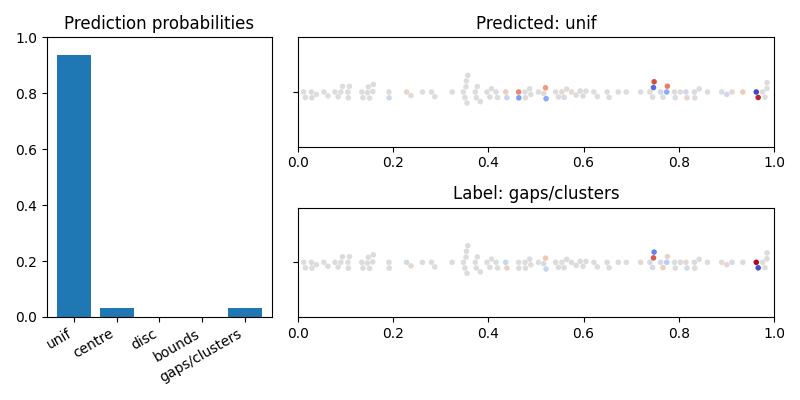 Prediction probabilities
1.0
0.8
0.6
0.4
0.2
0.0
unif
centre
disc
bounds
gaps/clusters
Predicted: unif
0.0 0.2 0.4 0.6 0.8 1.0
Label: gaps/clusters
0.0 0.2 0.4 0.6 0.8 1.0